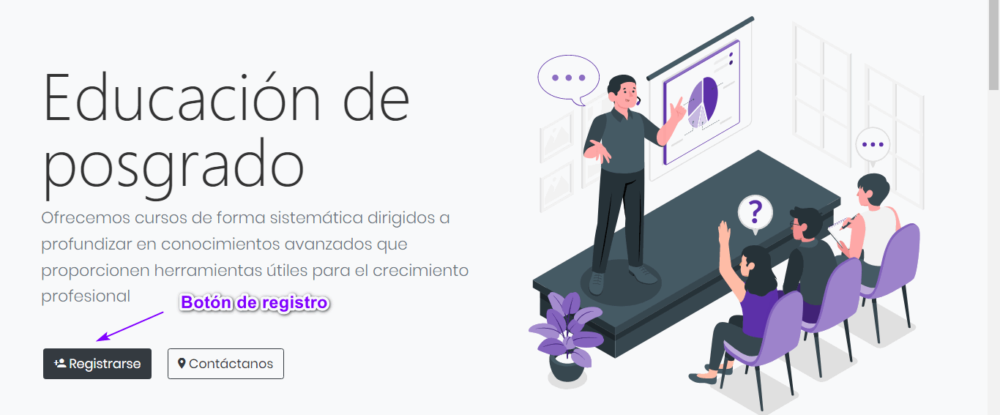 Educación de
posgrado
Ofrecemos cursos de forma sistemática dirigidos a
profundizar en conocimientos avanzados que
proporcionen herramientas útiles para el crecimiento
profesional
Botón de registro
Registrarse
Contáctanos
?